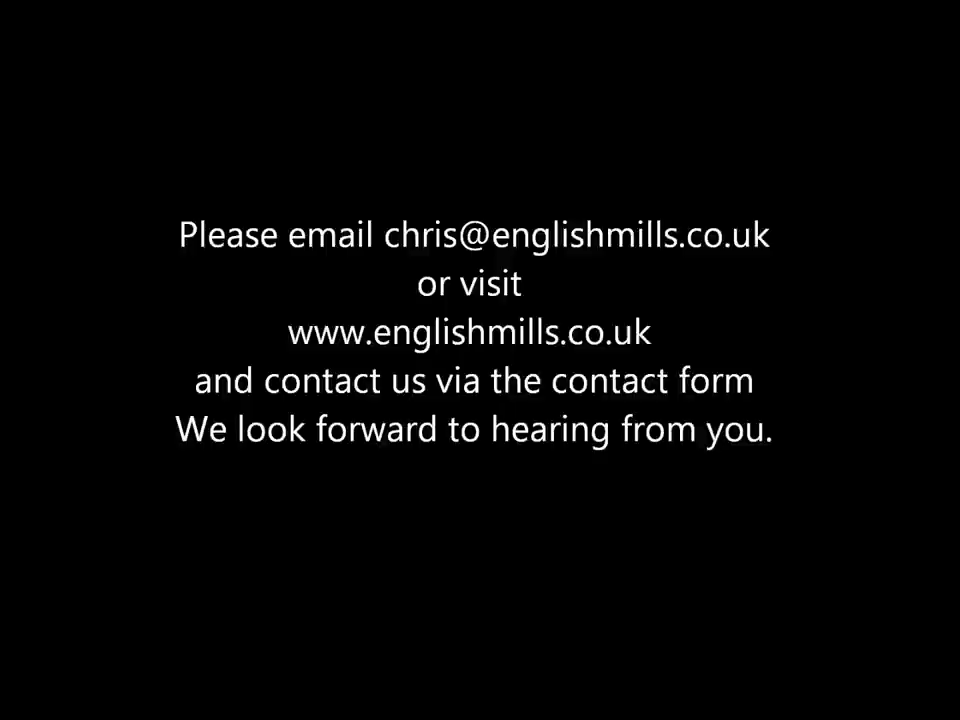 Please email chris@englishmills.co.uk
or visit
www.englishmills.co.uk
and contact us via the contact form
We look forward to hearing from you.